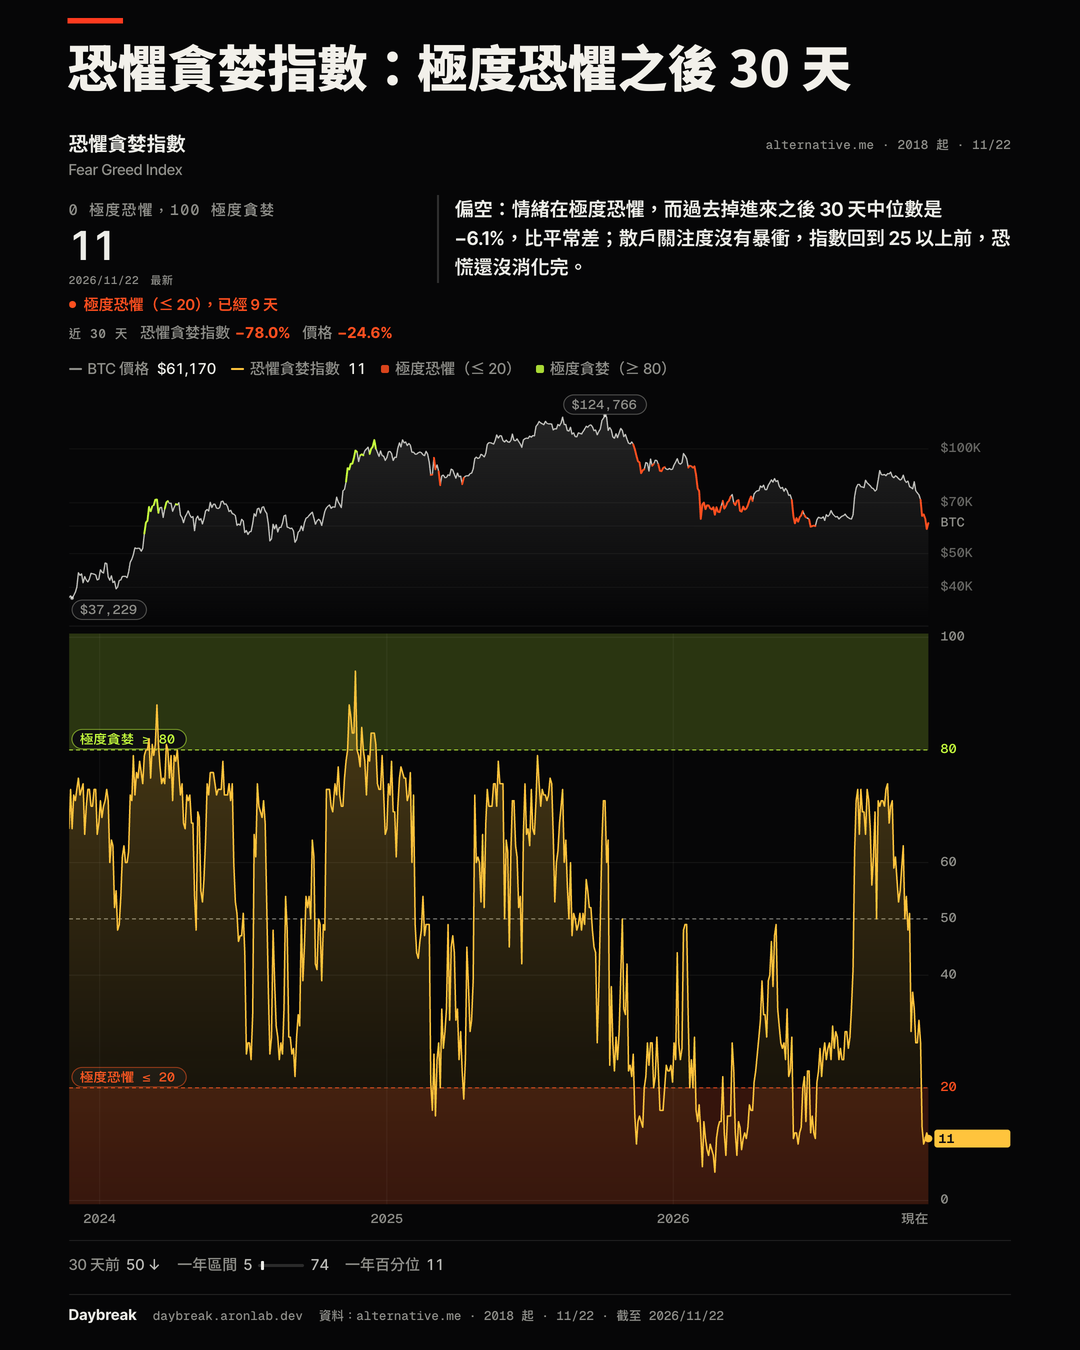 恐懼貪婪指數：極度恐懼之後 30 天
恐懼貪婪指數
alternative.me · 2018 起 · 11/22
Fear Greed Index
0 極度恐懼，100 極度貪婪
11
2026/11/22 最新
偏空：情緒在極度恐懼，而過去掉進來之後 30 天中位數是
−6.1%，比平常差；散戶關注度沒有暴衝，指數回到 25 以上前，恐
慌還沒消化完。
極度恐懼（≤ 20），已經 9 天
近 30 天 恐懼貪婪指數 −78.0% 價格 −24.6%
BTC 價格 $61,170 恐懼貪婪指數 11 極度恐懼（≤ 20） 極度貪婪（≥ 80）
$124,766
$100K
$70K
BTC
$50K
$40K
$37,229
100
極度貪婪 ≥ 80
80
60
50
40
極度恐懼 ≤ 20
20
11
0
2024 2025 2026 現在
30 天前 50 ↓ 一年區間 5 74 一年百分位 11
Daybreak daybreak.aronlab.dev 資料：alternative.me · 2018 起 · 11/22 · 截至 2026/11/22